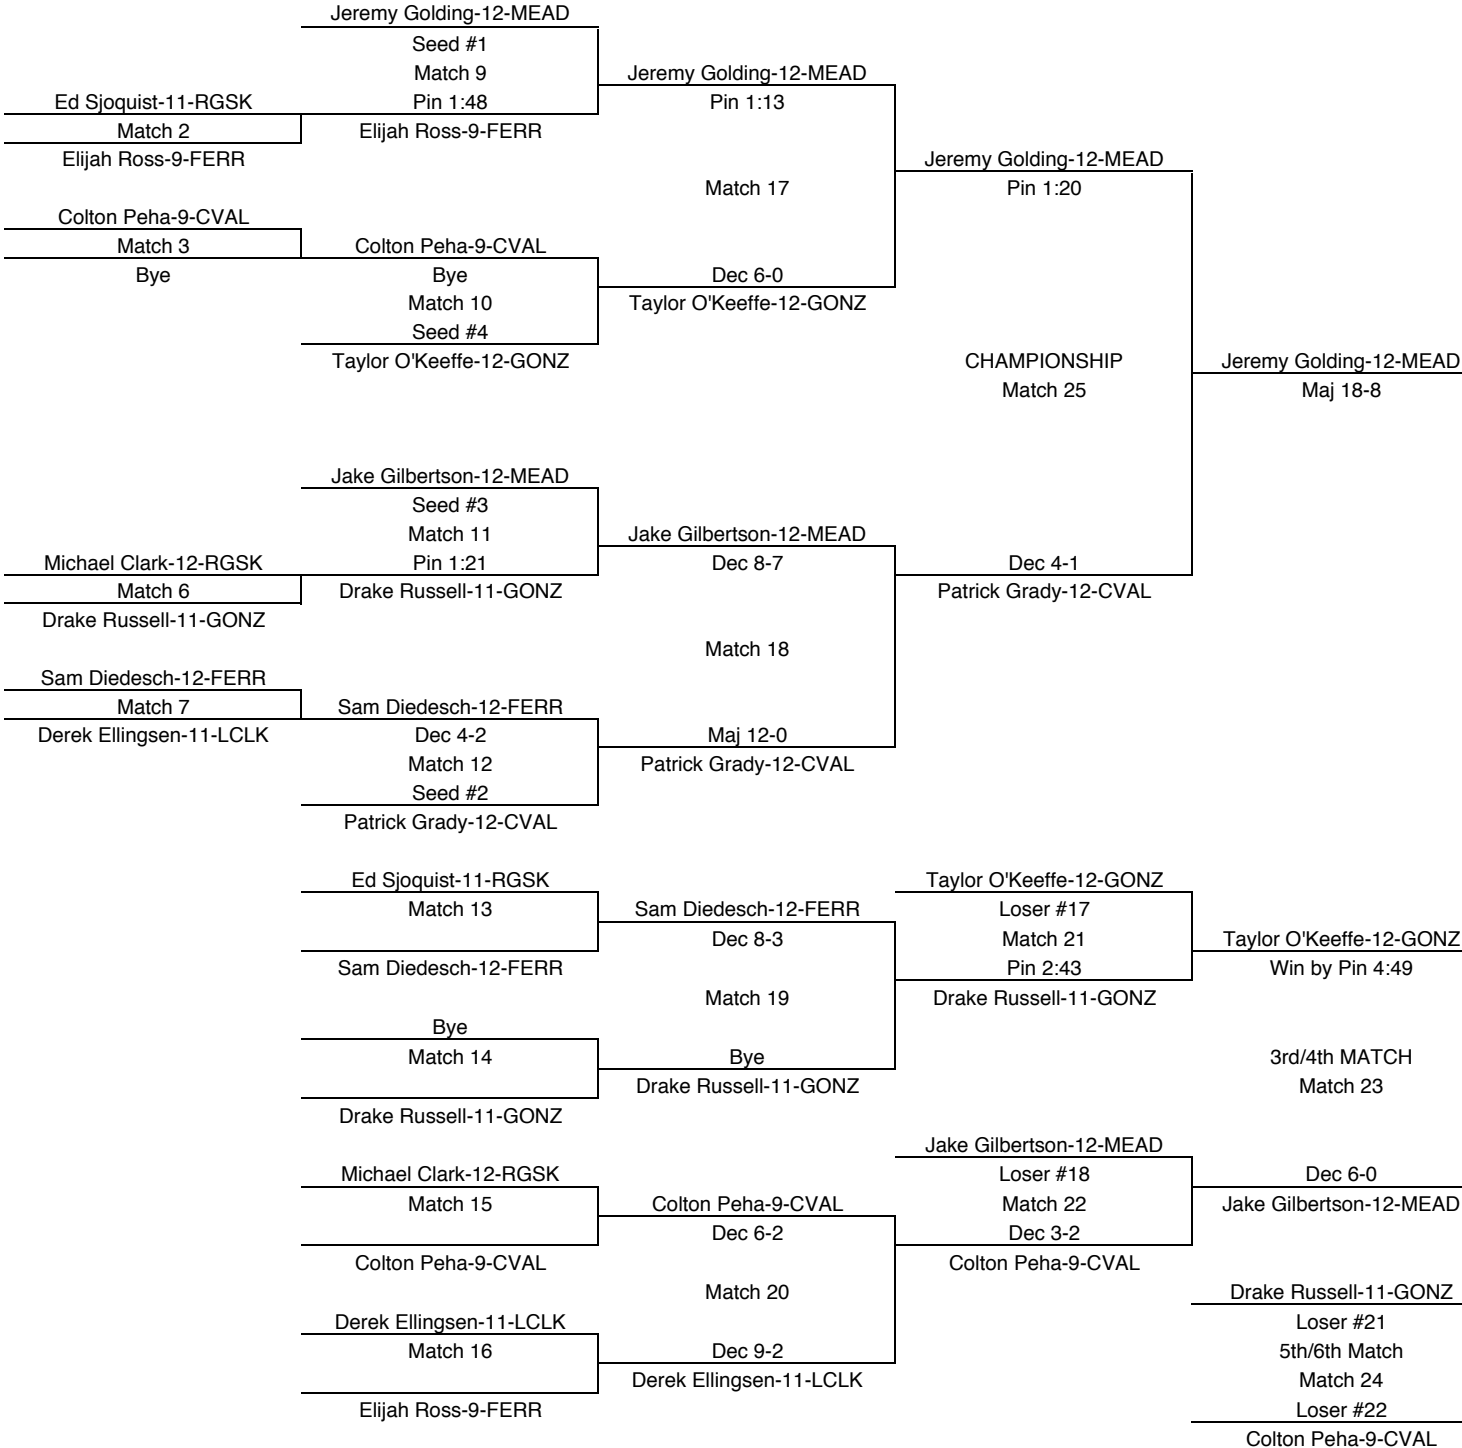 Jeremy Golding-12-MEAD
Seed #1
Match 9
Jeremy Golding-12-MEAD
Ed Sjoquist-11-RGSK
Pin 1:48
Pin 1:13
Match 2
Elijah Ross-9-FERR
Elijah Ross-9-FERR
Jeremy Golding-12-MEAD
Match 17
Pin 1:20
Colton Peha-9-CVAL
Match 3
Colton Peha-9-CVAL
Bye
Bye
Dec 6-0
Match 10
Taylor O'Keeffe-12-GONZ
Seed #4
Taylor O'Keeffe-12-GONZ
CHAMPIONSHIP
Jeremy Golding-12-MEAD
Match 25
Maj 18-8
Jake Gilbertson-12-MEAD
Seed #3
Match 11
Jake Gilbertson-12-MEAD
Michael Clark-12-RGSK
Pin 1:21
Dec 8-7
Dec 4-1
Match 6
Drake Russell-11-GONZ
Patrick Grady-12-CVAL
Drake Russell-11-GONZ
Match 18
Sam Diedesch-12-FERR
Match 7
Sam Diedesch-12-FERR
Derek Ellingsen-11-LCLK
Dec 4-2
Maj 12-0
Match 12
Patrick Grady-12-CVAL
Seed #2
Patrick Grady-12-CVAL
Ed Sjoquist-11-RGSK
Taylor O'Keeffe-12-GONZ
Match 13
Sam Diedesch-12-FERR
Loser #17
Dec 8-3
Match 21
Taylor O'Keeffe-12-GONZ
Sam Diedesch-12-FERR
Pin 2:43
Win by Pin 4:49
Match 19
Drake Russell-11-GONZ
Bye
Match 14
Bye
3rd/4th MATCH
Drake Russell-11-GONZ
Match 23
Drake Russell-11-GONZ
Jake Gilbertson-12-MEAD
Michael Clark-12-RGSK
Loser #18
Dec 6-0
Match 15
Colton Peha-9-CVAL
Match 22
Jake Gilbertson-12-MEAD
Dec 6-2
Dec 3-2
Colton Peha-9-CVAL
Colton Peha-9-CVAL
Match 20
Drake Russell-11-GONZ
Derek Ellingsen-11-LCLK
Loser #21
Match 16
Dec 9-2
5th/6th Match
Derek Ellingsen-11-LCLK
Match 24
Elijah Ross-9-FERR
Loser #22
Colton Peha-9-CVAL